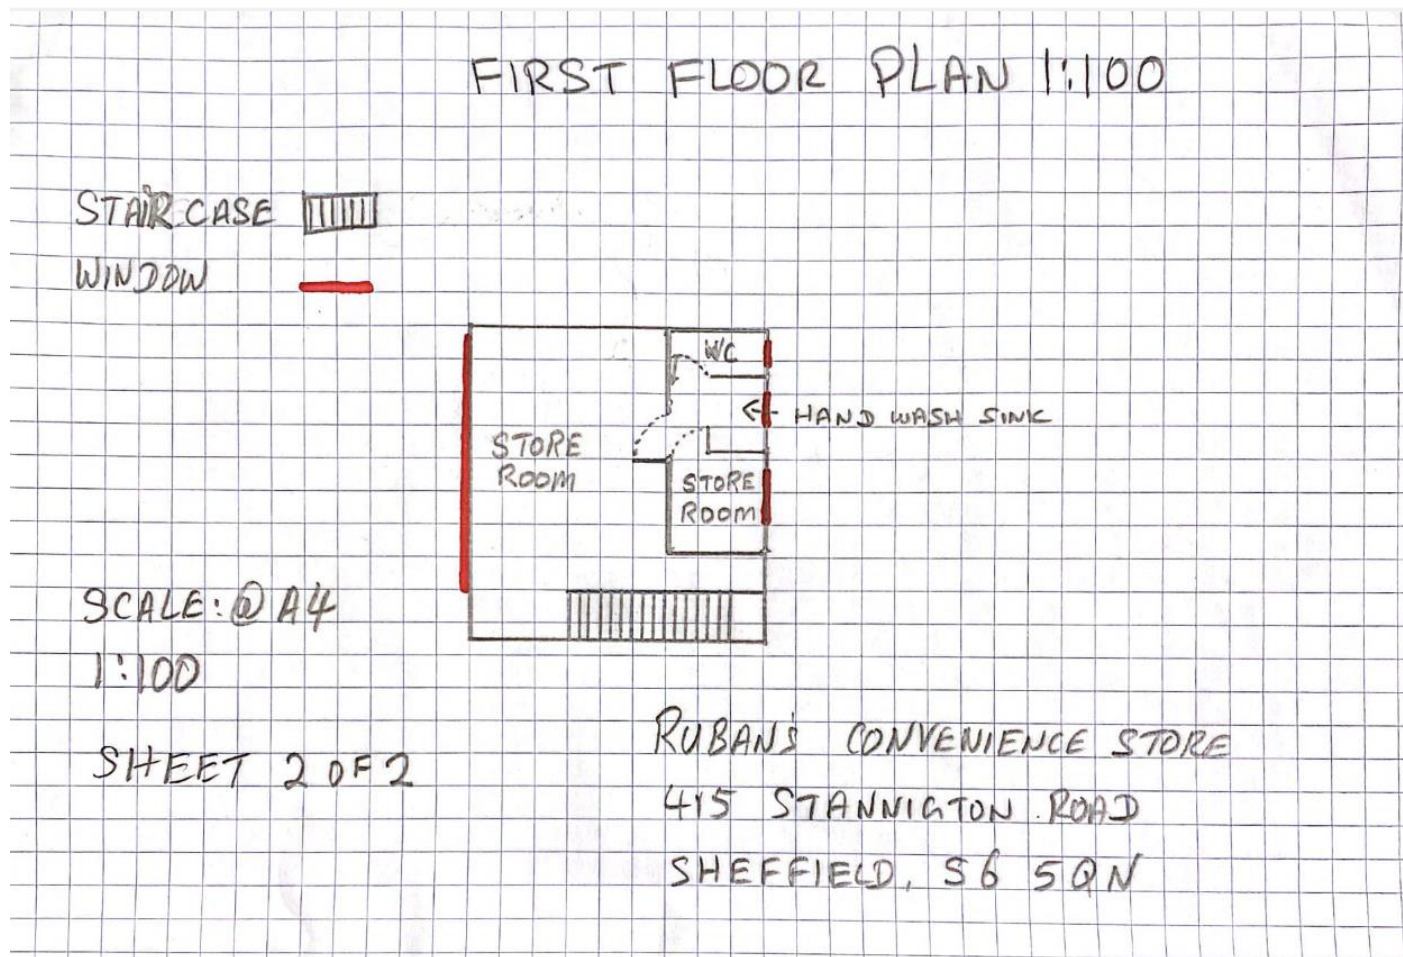 FIRST FLOOR PLAN 1:100
STAIR CASE
WINDOW
WC
HAND WASH SINK
STORE
ROOM
STORE
ROOM
SCALE: @ A4
1:100
SHEET 2 OF 2
RUBAN'S CONVENIENCE STORE
415 STANNIGTON ROAD
SHEFFIELD, S6 5QN